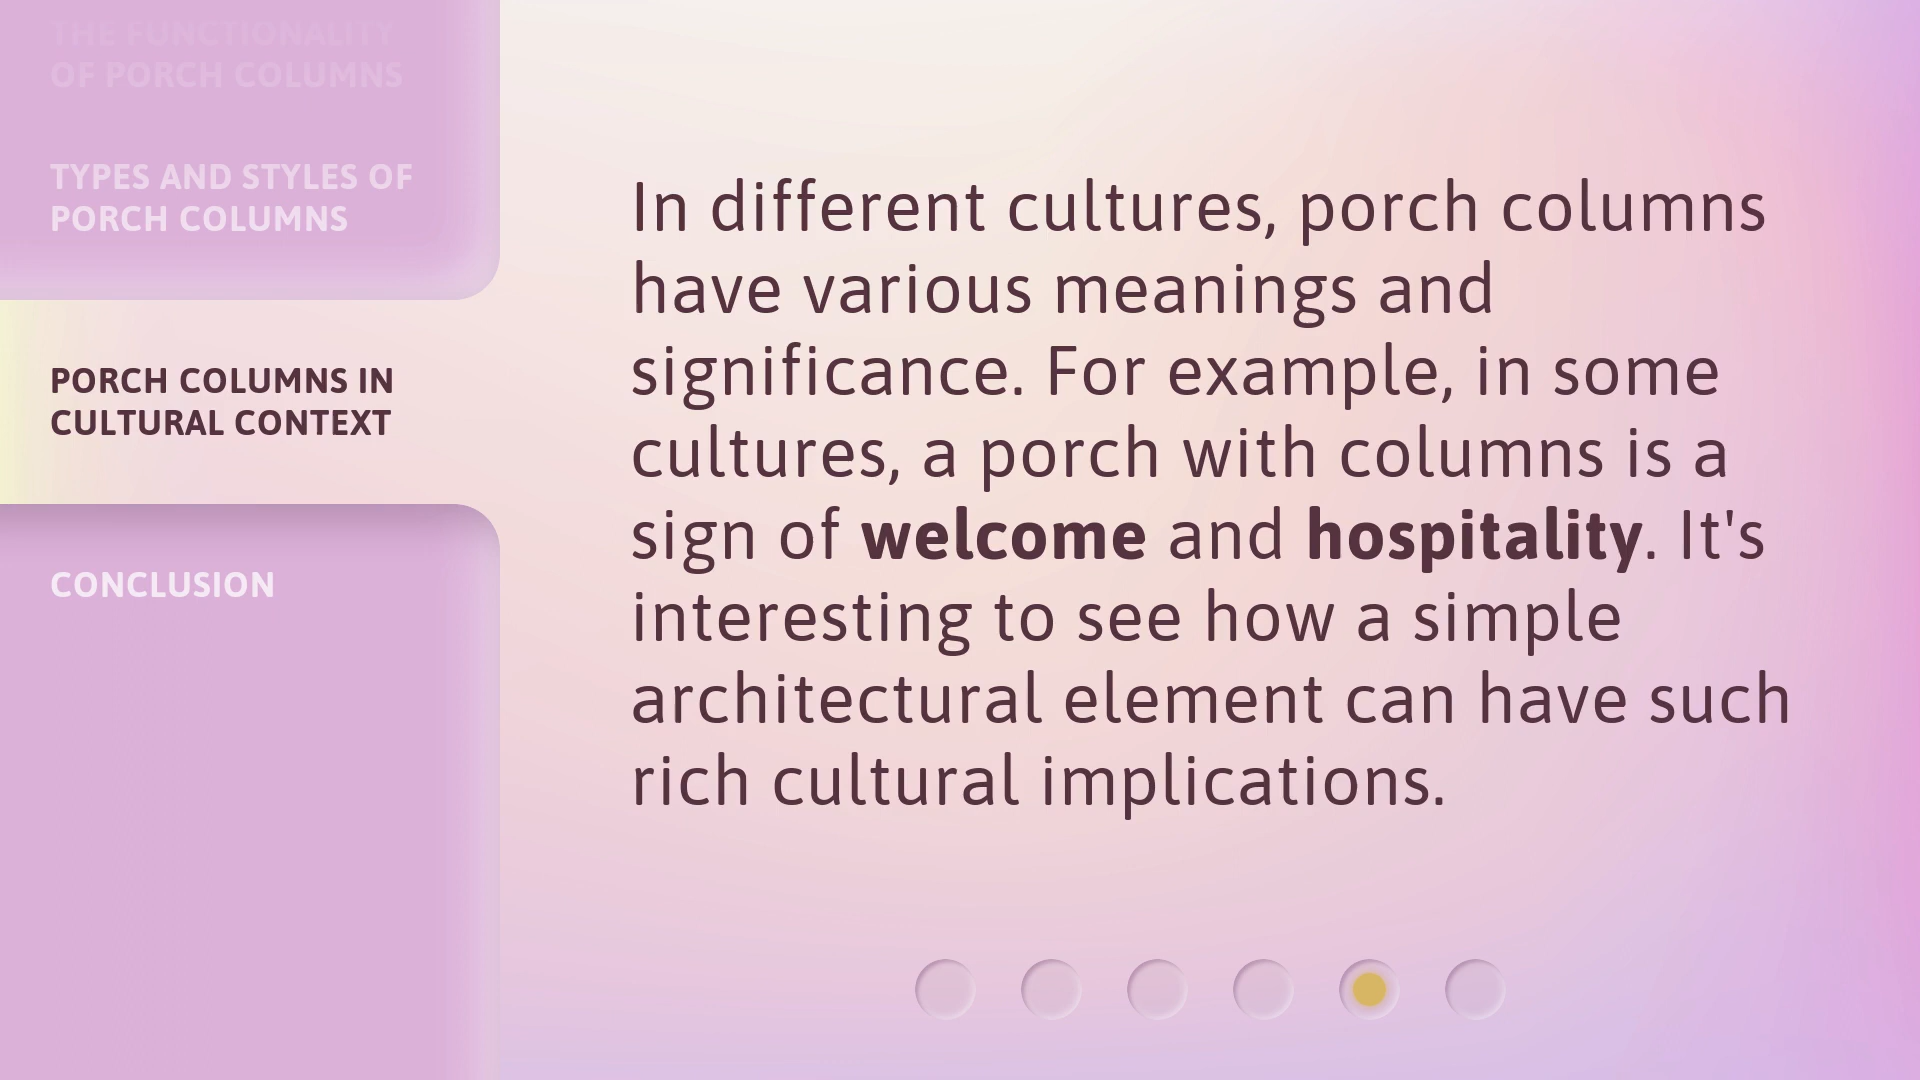 THE FUNCTIONALITY
OF PORCH COLUMNS
TYPES AND STYLES OF
PORCH COLUMNS
PORCH COLUMNS IN
CULTURAL CONTEXT
CONCLUSION
In different cultures, porch columns
have various meanings and
significance. For example, in some
cultures, a porch with columns is a
sign of welcome and hospitality. It's
interesting to see how a simple
architectural element can have such
rich cultural implications.